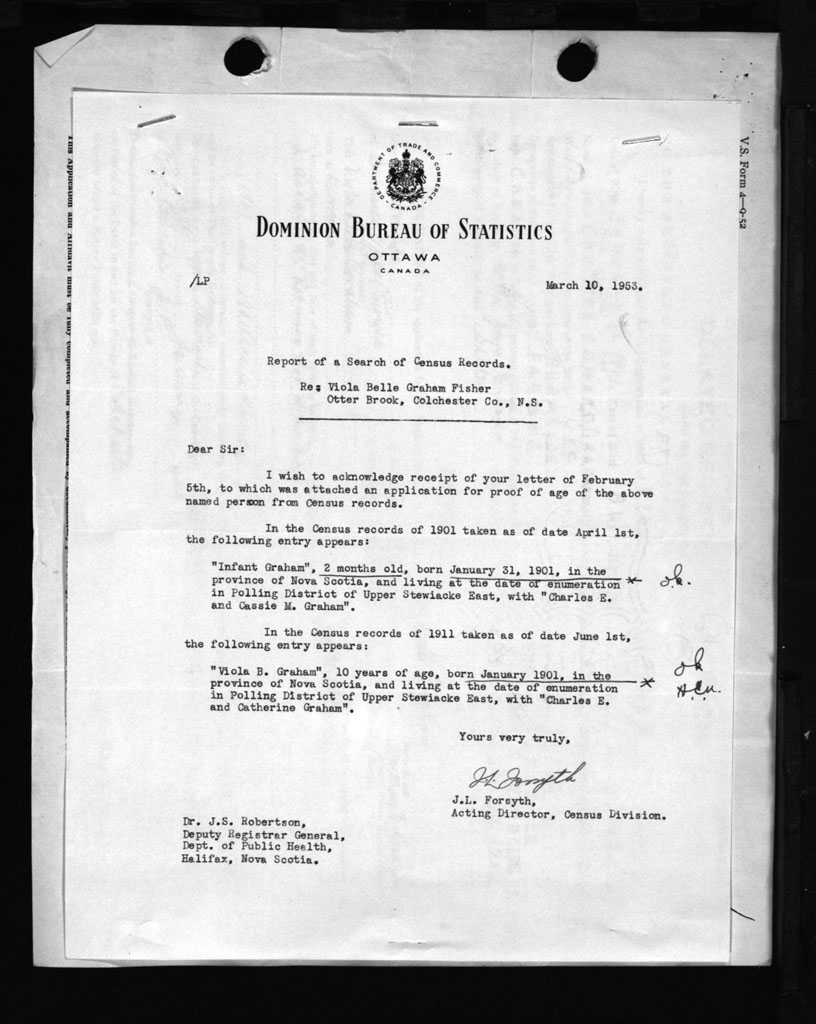 DEPARTMENT OF TRADE AND COMMERCE
- CANADA -
DOMINION BUREAU OF STATISTICS
OTTAWA
CANADA
/LP
March 10, 1953.
Report of a Search of Census Records.
Re: Viola Belle Graham Fisher
Otter Brook, Colchester Co., N.S.
Dear Sir:
I wish to acknowledge receipt of your letter of February
5th, to which was attached an application for proof of age of the above
named person from Census records.
In the Census records of 1901 taken as of date April 1st,
the following entry appears:
"Infant Graham", 2 months old, born January 31, 1901, in the
province of Nova Scotia, and living at the date of enumeration * ok.
in Polling District of Upper Stewiacke East, with "Charles E.
and Cassie M. Graham".
In the Census records of 1911 taken as of date June 1st,
the following entry appears:
"Viola B. Graham", 10 years of age, born January 1901, in the ok
province of Nova Scotia, and living at the date of enumeration *
in Polling District of Upper Stewiacke East, with "Charles E.
and Catherine Graham".
Yours very truly,
J.L. Forsyth
J.L. Forsyth,
Acting Director, Census Division.
Dr. J.S. Robertson,
Deputy Registrar General,
Dept. of Public Health,
Halifax, Nova Scotia.
V.S. Form 4—9-52